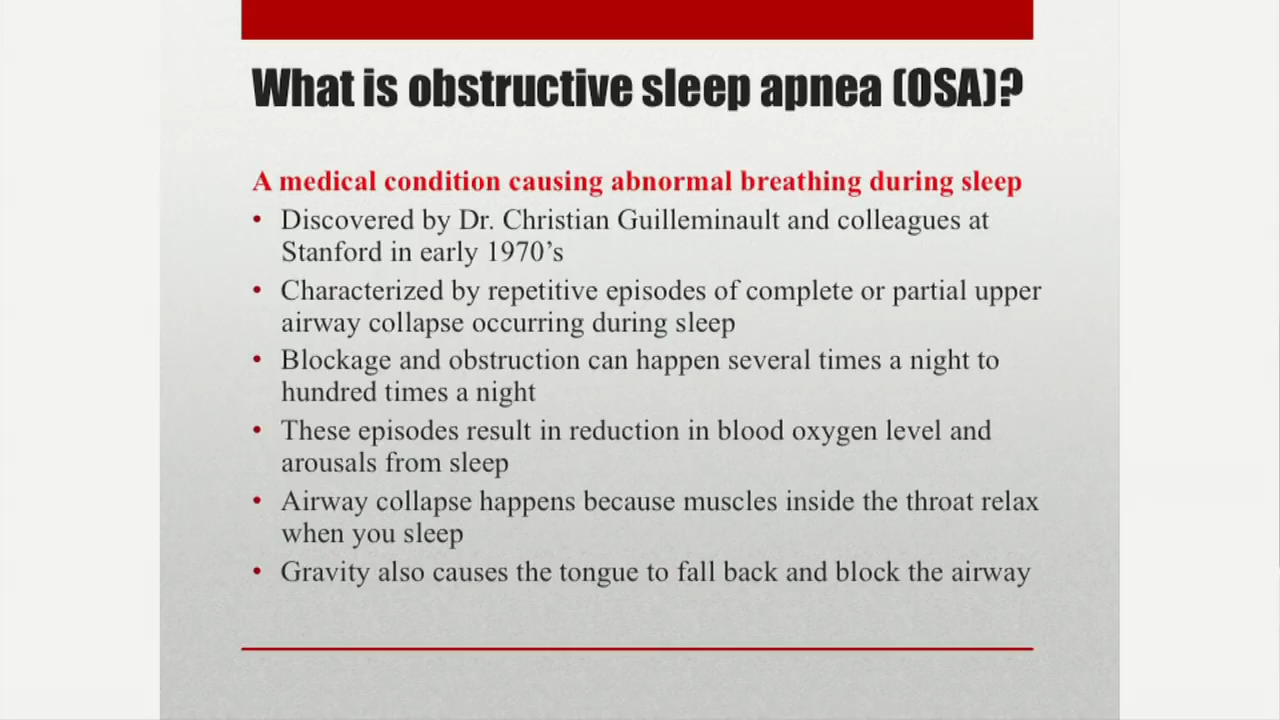 What is obstructive sleep apnea (OSA)?
A medical condition causing abnormal breathing during sleep
• Discovered by Dr. Christian Guilleminault and colleagues at
Stanford in early 1970’s
• Characterized by repetitive episodes of complete or partial upper
airway collapse occurring during sleep
• Blockage and obstruction can happen several times a night to
hundred times a night
• These episodes result in reduction in blood oxygen level and
arousals from sleep
• Airway collapse happens because muscles inside the throat relax
when you sleep
• Gravity also causes the tongue to fall back and block the airway